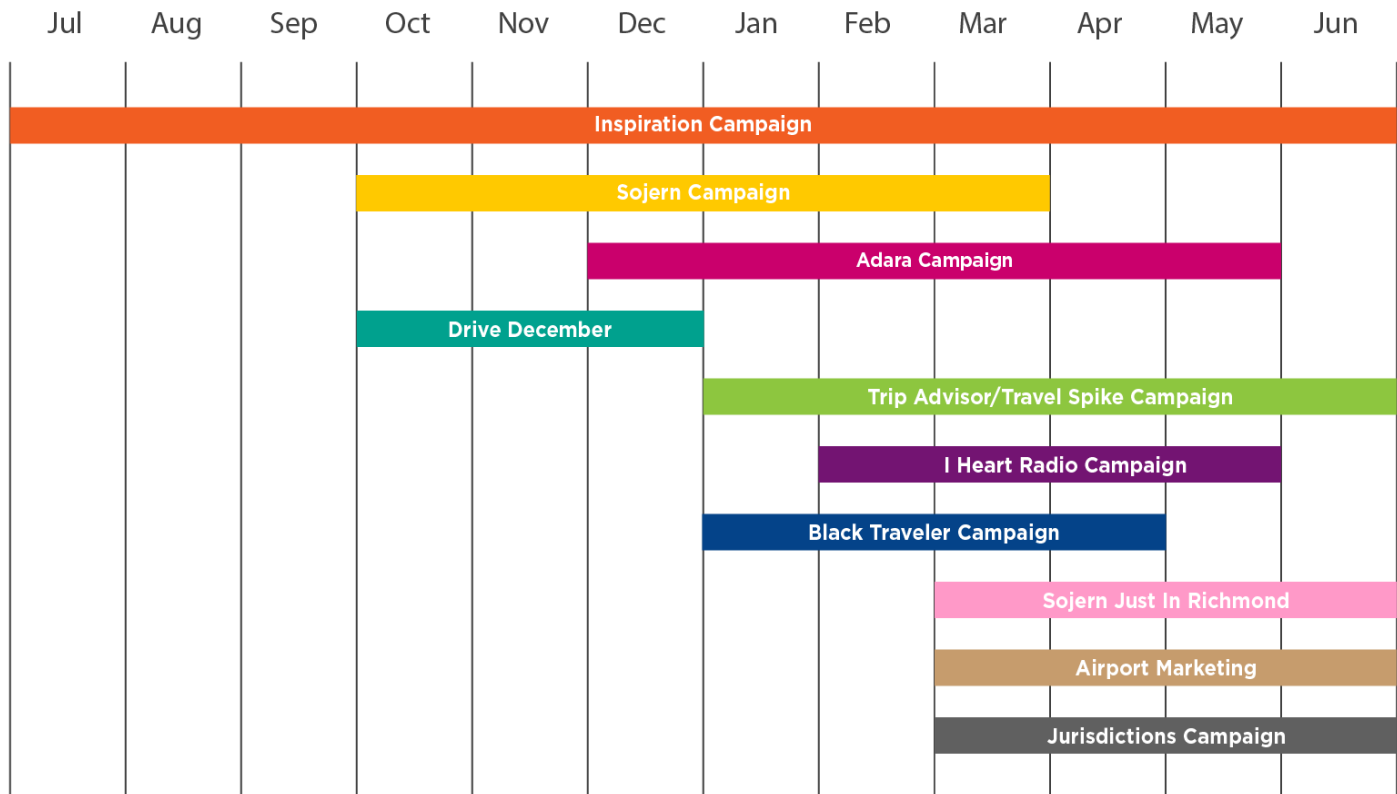 Jul Aug Sep Oct Nov Dec Jan Feb Mar Apr May Jun
Inspiration Campaign
Sojern Campaign
Adara Campaign
Drive December
Trip Advisor/Travel Spike Campaign
I Heart Radio Campaign
Black Traveler Campaign
Sojern Just In Richmond
Airport Marketing
Jurisdictions Campaign